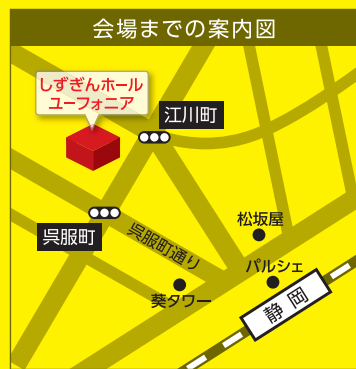 会場までの案内図
しずぎんホール
ユーフォニア
江川町
呉服町
呉服町通り
松坂屋
パルシェ
葵タワー
静岡